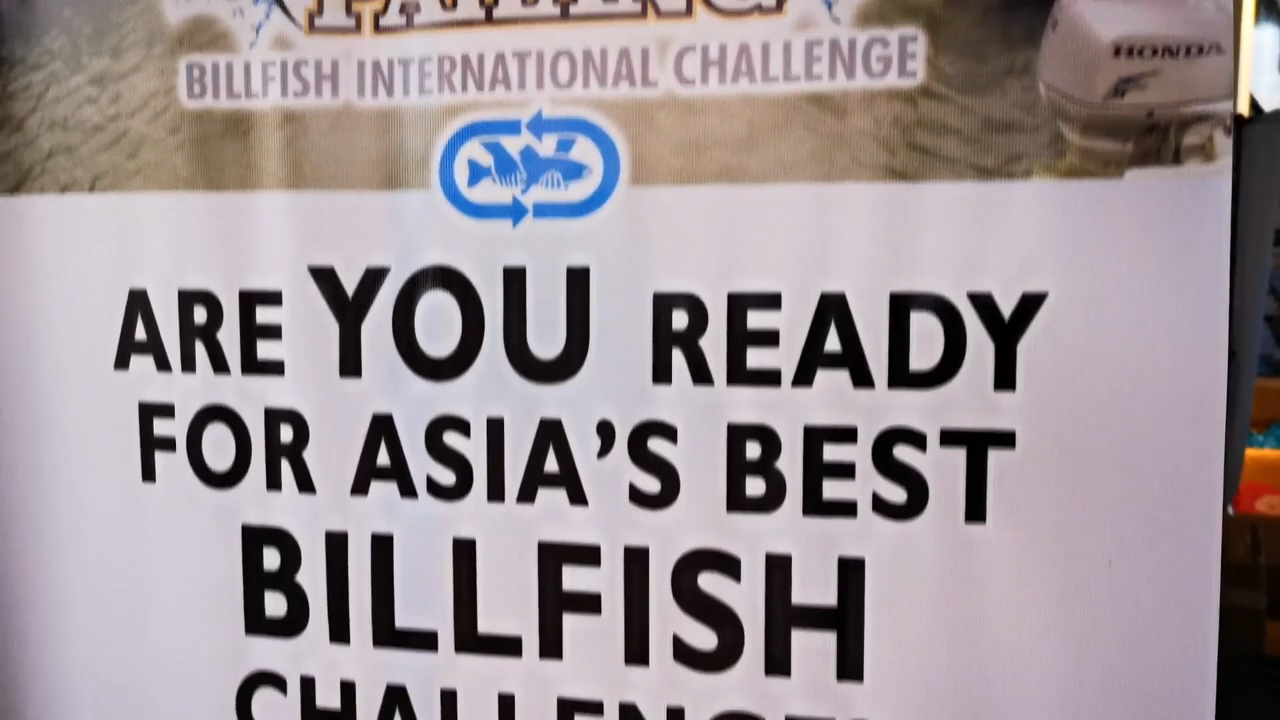 BILLFISH INTERNATIONAL CHALLENGE
HONDA
ARE YOU READY
FOR ASIA'S BEST
BILLFISH